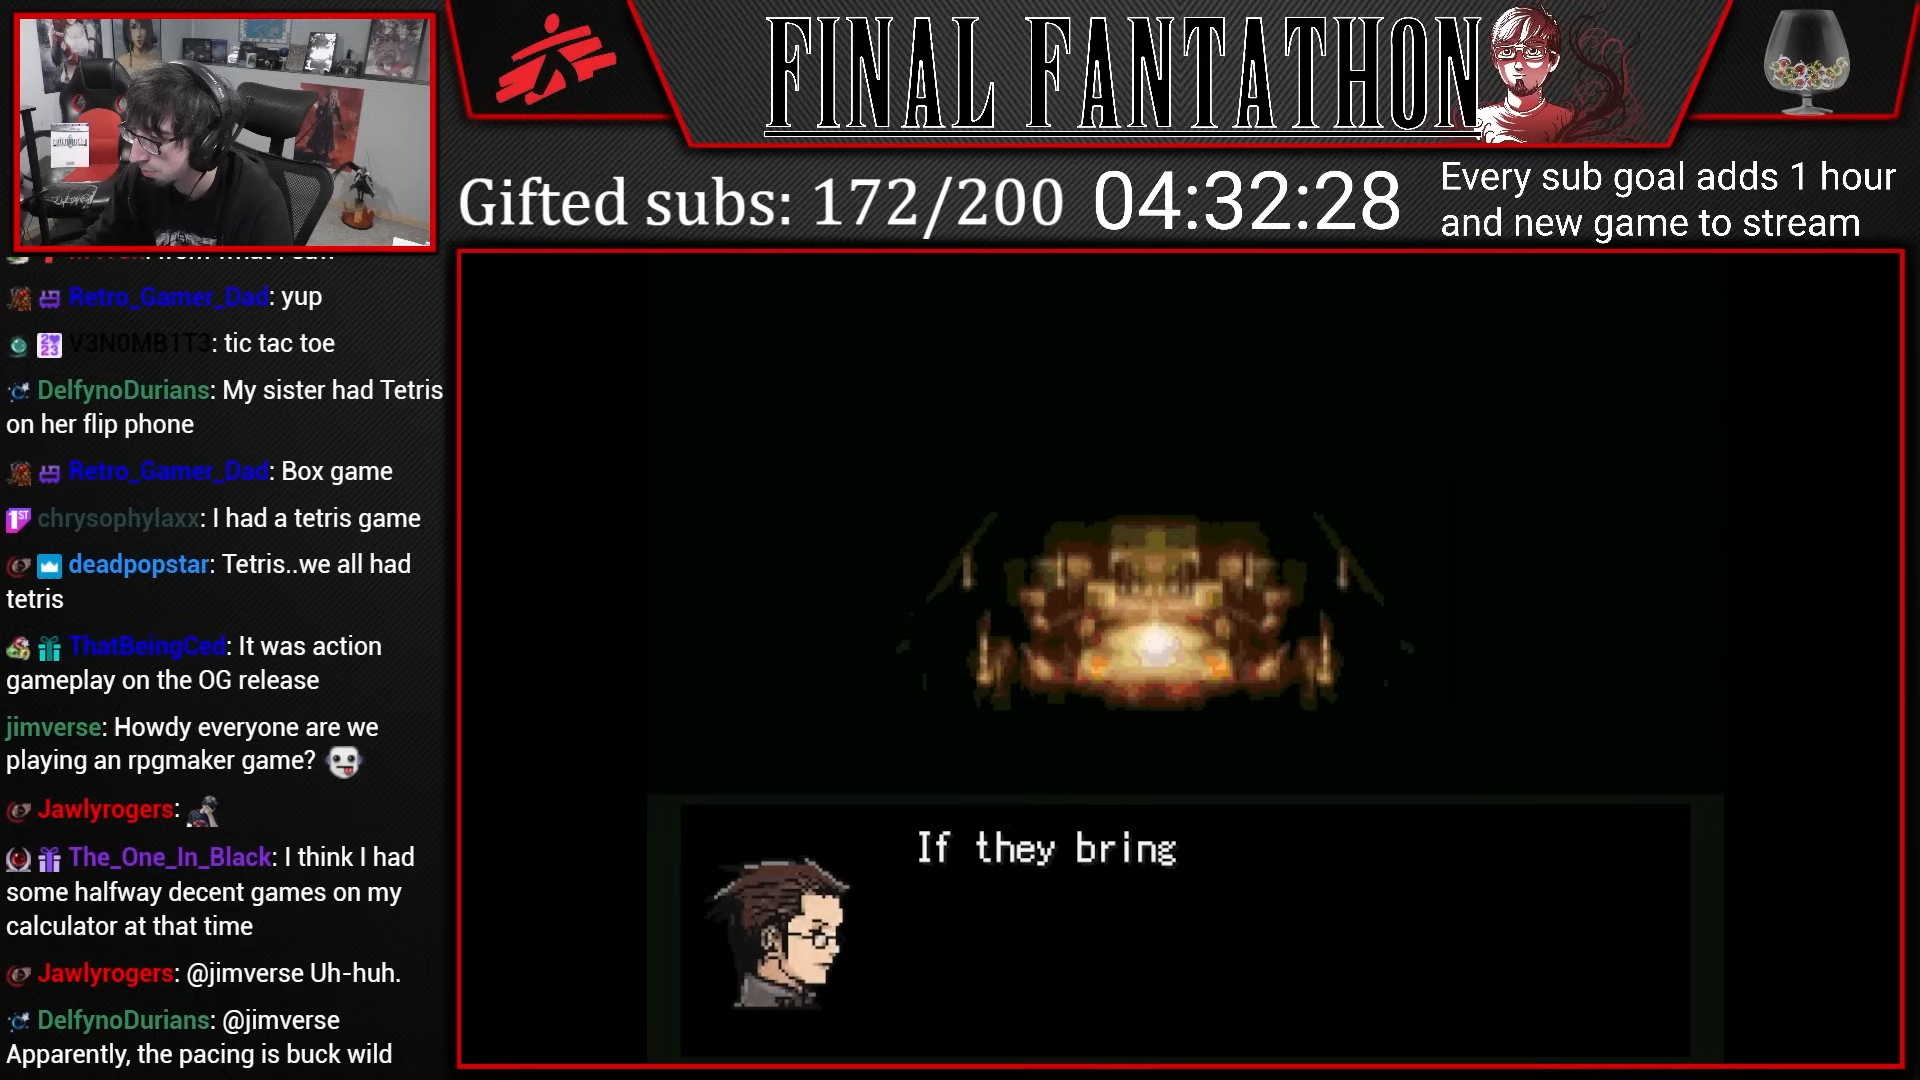 FINAL FANTATHON
Gifted subs: 172/200
04:32:28
Every sub goal adds 1 hour
and new game to stream
Retro_Gamer_Dad: yup
V3N0MB1T3: tic tac toe
DelfynoDurians: My sister had Tetris
on her flip phone
Retro_Gamer_Dad: Box game
chrysophylaxx: I had a tetris game
deadpopstar: Tetris..we all had
tetris
ThatBeingCed: It was action
gameplay on the OG release
jimverse: Howdy everyone are we
playing an rpgmaker game?
Jawlyrogers:
The_One_In_Black: I think I had
some halfway decent games on my
calculator at that time
Jawlyrogers: @jimverse Uh-huh.
DelfynoDurians: @jimverse
Apparently, the pacing is buck wild
If they bring